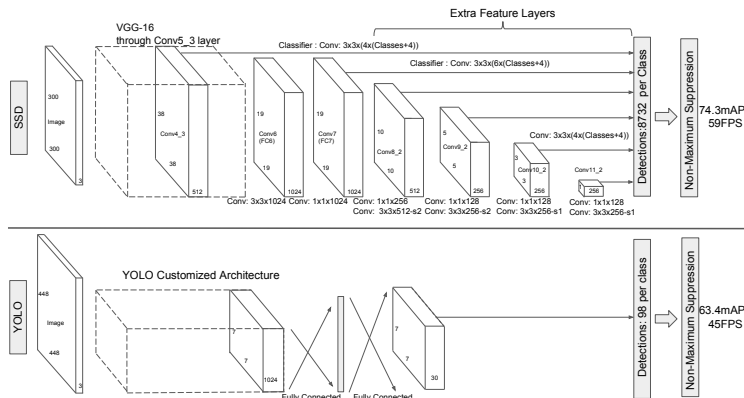 VGG-16
through Conv5_3 layer
Extra Feature Layers
Classifier : Conv: 3x3x(4x(Classes+4))
Classifier : Conv: 3x3x(6x(Classes+4))
Conv: 3x3x(4x(Classes+4))
SSD
300
Image
300
3
38
Conv4_3
38
512
19
Conv6
(FC6)
19
1024
19
Conv7
(FC7)
19
1024
10
Conv8_2
10
512
5
Conv9_2
5
256
3
Conv10_2
3
256
Conv11_2
1
256
Conv: 3x3x1024
Conv: 1x1x1024
Conv: 1x1x256
Conv: 3x3x512-s2
Conv: 1x1x128
Conv: 3x3x256-s2
Conv: 1x1x128
Conv: 3x3x256-s1
Conv: 1x1x128
Conv: 3x3x256-s1
Detections:8732 per Class
Non-Maximum Suppression
74.3mAP
59FPS
YOLO
448
Image
448
3
YOLO Customized Architecture
7
7
1024
Fully Connected
Fully Connected
7
7
30
Detections: 98 per class
Non-Maximum Suppression
63.4mAP
45FPS